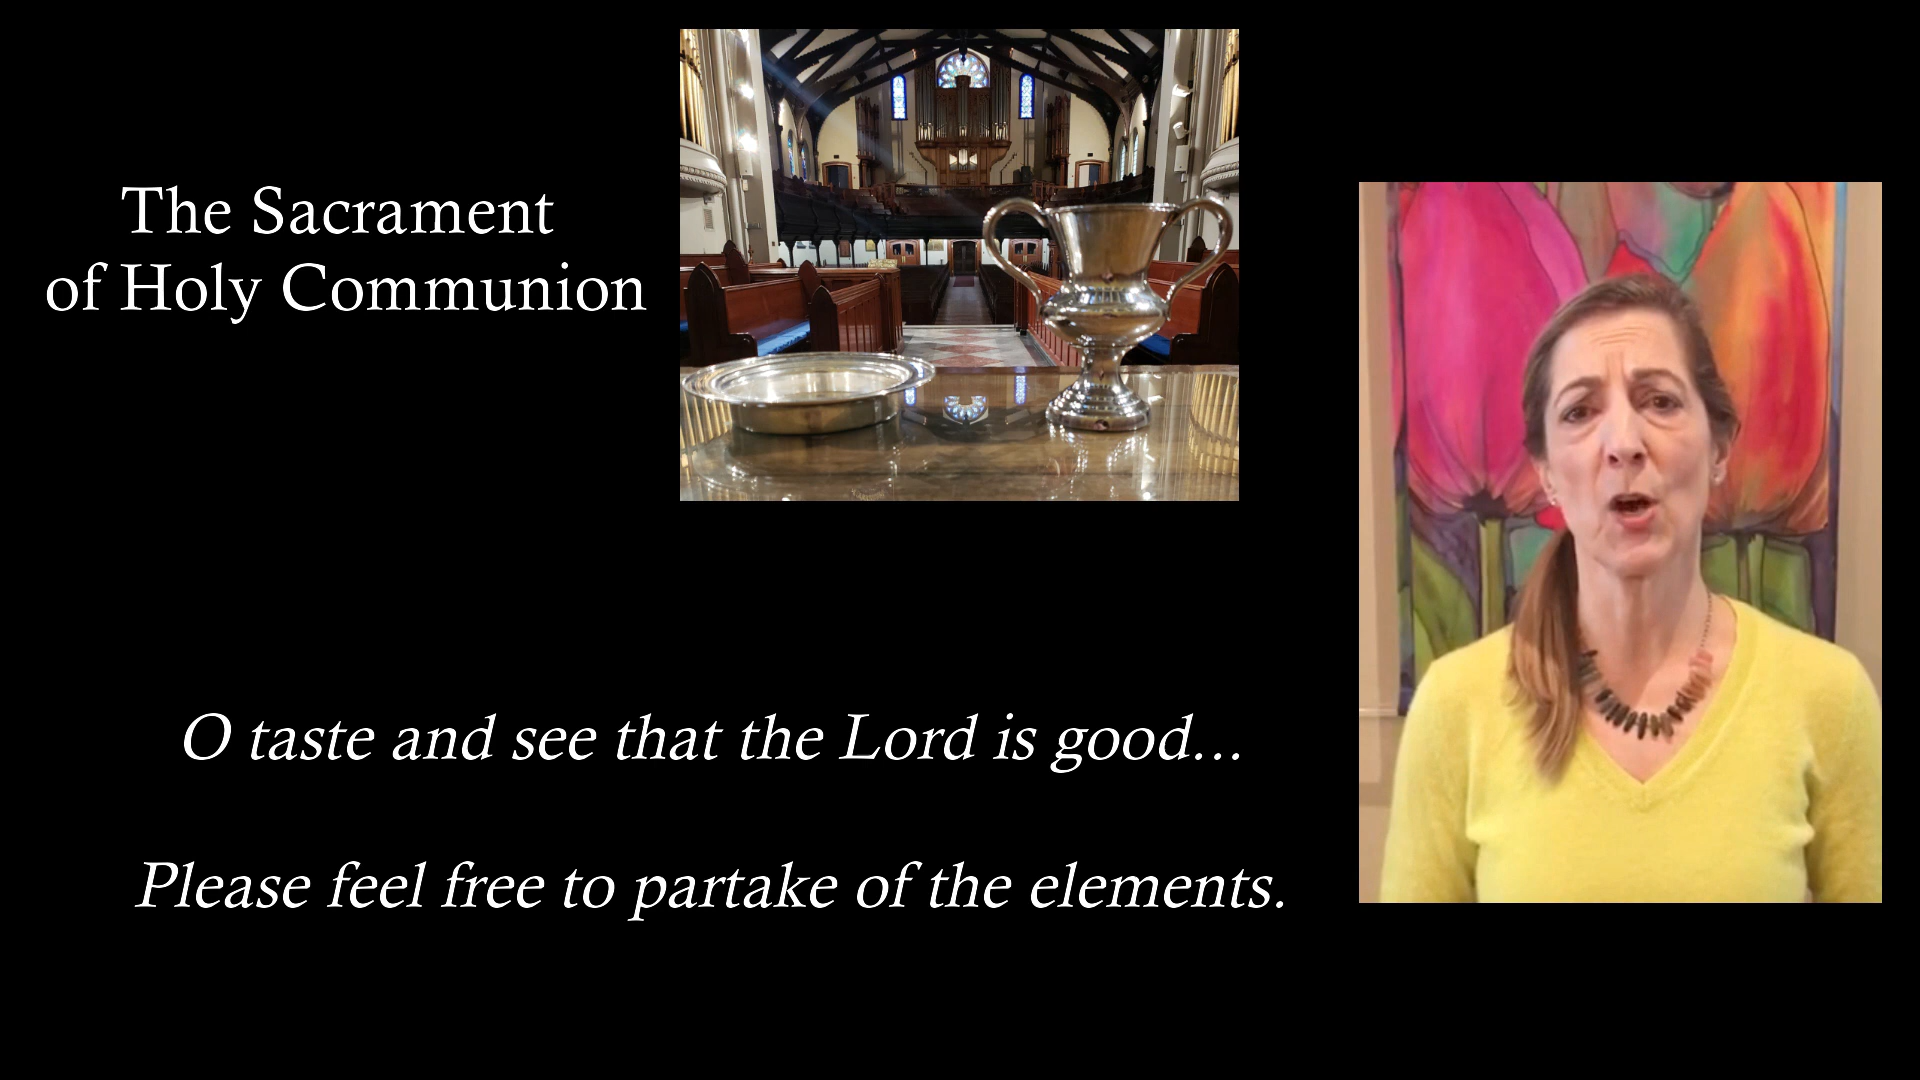 The Sacrament
of Holy Communion
O taste and see that the Lord is good…
Please feel free to partake of the elements.